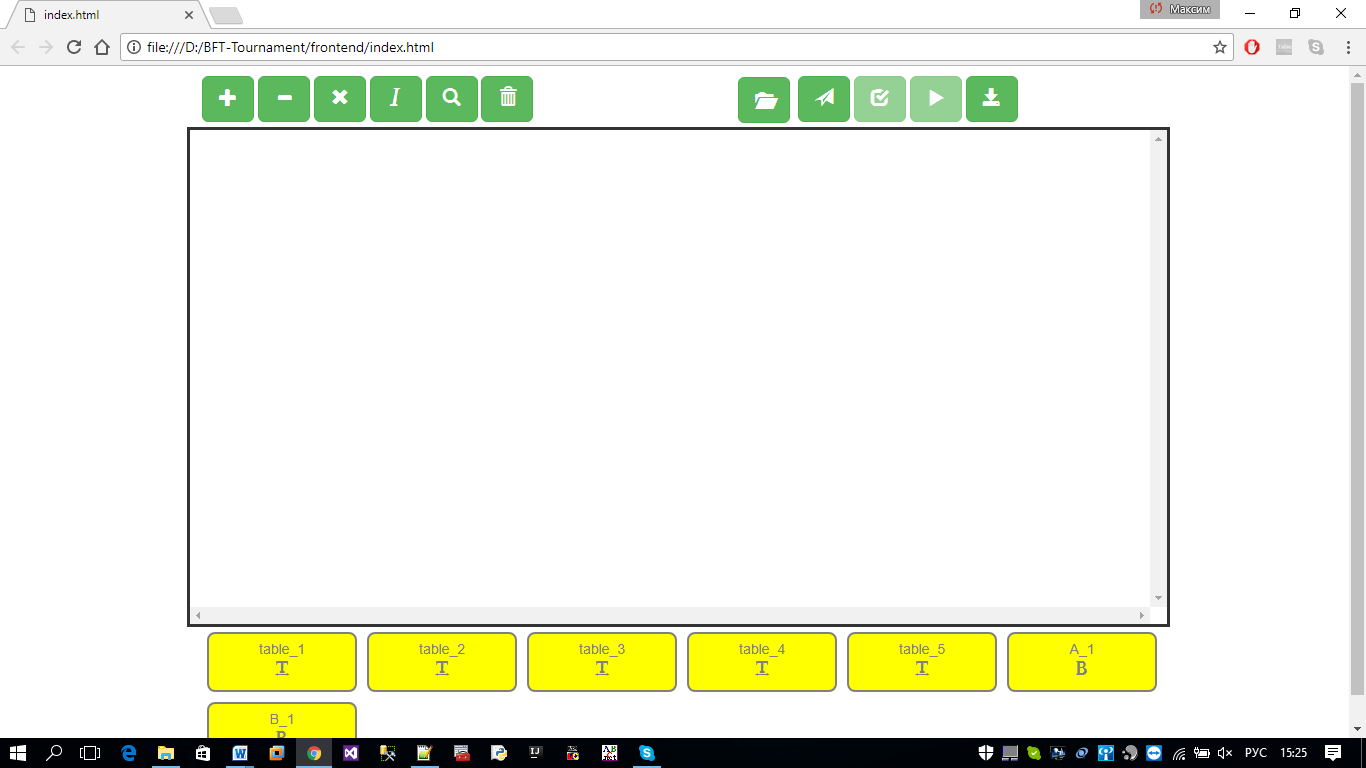 index.html
Максим
file:///D:/BFT-Tournament/frontend/index.html
table_1
T
table_2
T
table_3
T
table_4
T
table_5
T
A_1
B
B_1
B
РУС
15:25